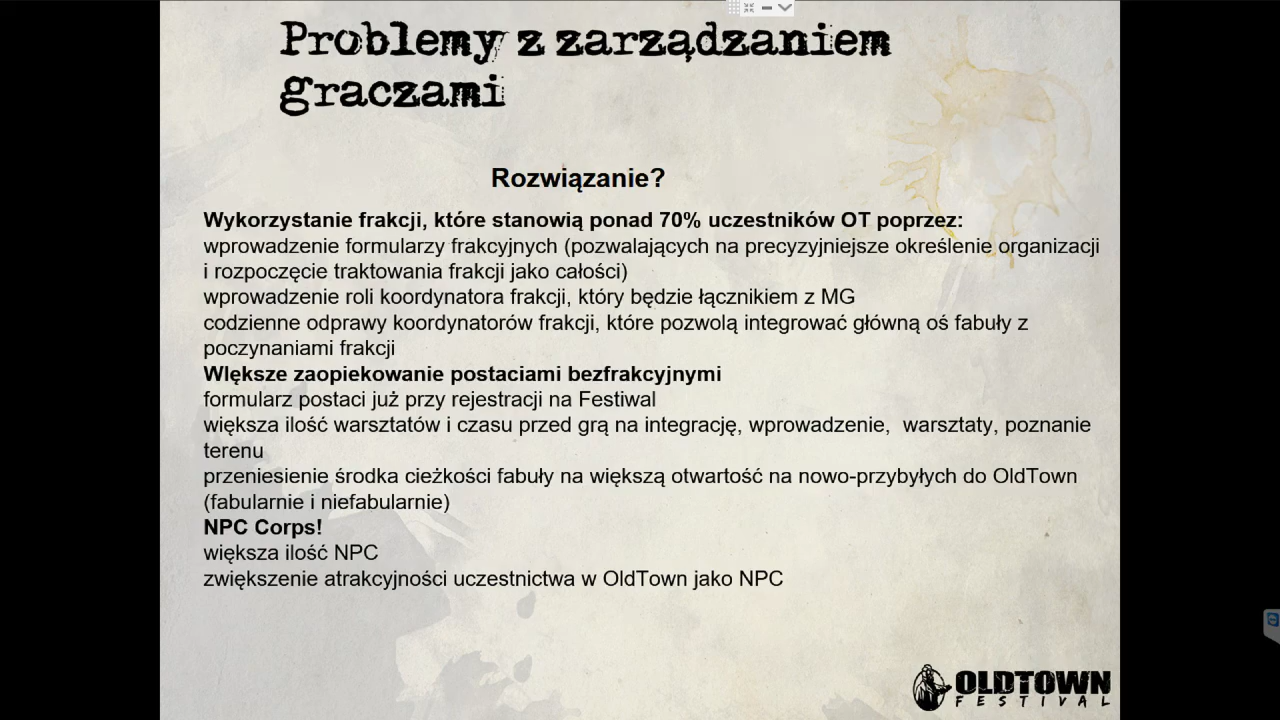 Problemy z zarządzaniem
graczami
Rozwiązanie?
Wykorzystanie frakcji, które stanowią ponad 70% uczestników OT poprzez:
wprowadzenie formularzy frakcyjnych (pozwalających na precyzyjniejsze określenie organizacji
i rozpoczęcie traktowania frakcji jako całości)
wprowadzenie roli koordynatora frakcji, który będzie łącznikiem z MG
codzienne odprawy koordynatorów frakcji, które pozwolą integrować główną oś fabuły z
poczynaniami frakcji
WIększe zaopiekowanie postaciami bezfrakcyjnymi
formularz postaci już przy rejestracji na Festiwal
większa ilość warsztatów i czasu przed grą na integrację, wprowadzenie,  warsztaty, poznanie
terenu
przeniesienie środka cieżkości fabuły na większą otwartość na nowo-przybyłych do OldTown
(fabularnie i niefabularnie)
NPC Corps!
większa ilość NPC
zwiększenie atrakcyjności uczestnictwa w OldTown jako NPC
OLDTOWN
FESTIVAL